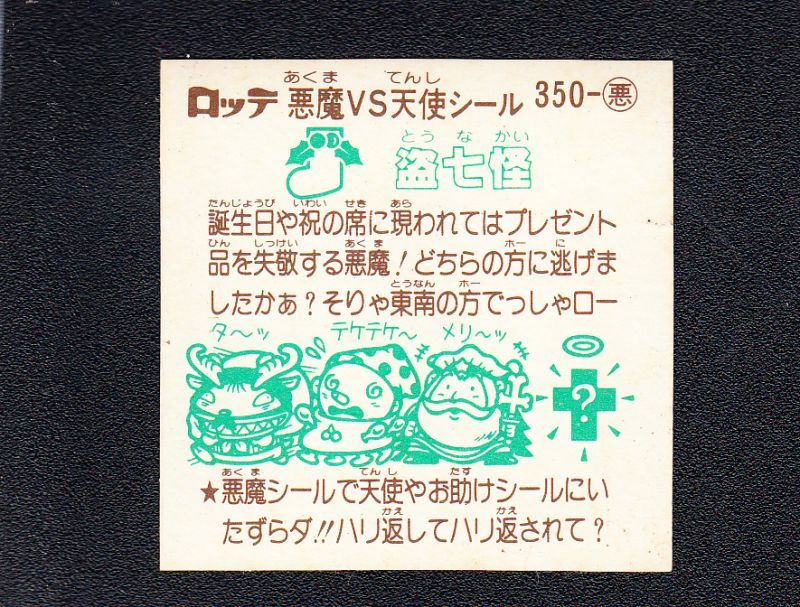 あくま てんし
ロッテ 悪魔VS天使シール 350-悪
とうなかい
盗七怪
たんじょうび いわい せき あら
誕生日や祝の席に現われてはプレゼント
ひん しっけい あくま ホー に
品を失敬する悪魔！どちらの方に逃げま
とうなん ホー
したかぁ？そりゃ東南の方でっしゃロー
タ〜ッ テケテケ〜 メリ〜ッ
?
あくま てんし たす
★悪魔シールで天使やお助けシールにい
かえ かえ
たずらダ!!ハリ返してハリ返されて？